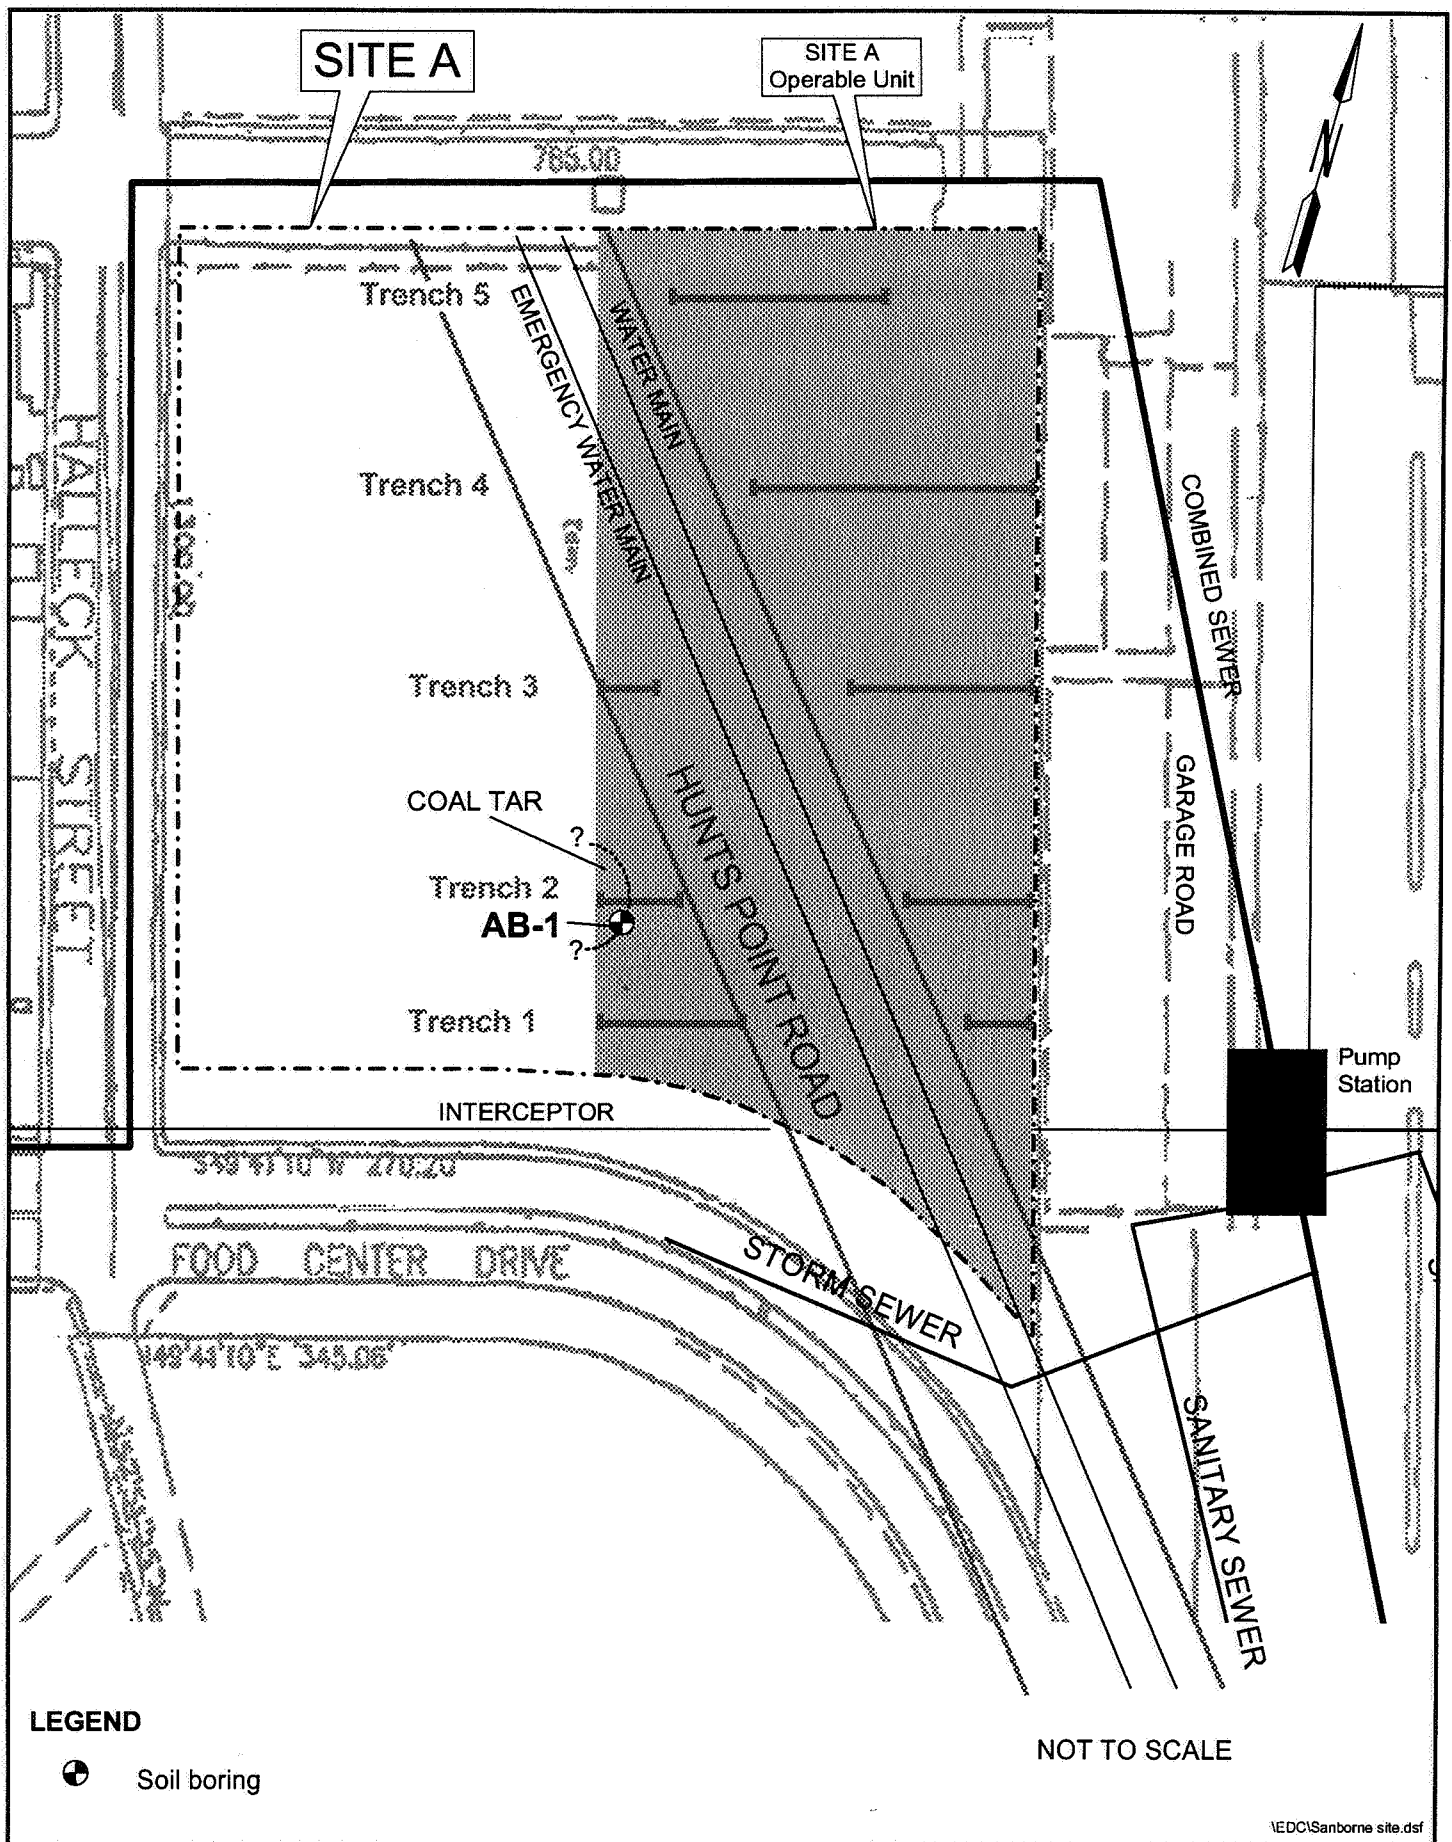 SITE A
SITE A
Operable Unit
N
765.00
Trench 5
EMERGENCY WATER MAIN
WATER MAIN
Trench 4
HALLECK STREET
1300.00
COMBINED SEWER
Trench 3
GARAGE ROAD
HUNTS POINT ROAD
COAL TAR
?
Trench 2
AB-1
?
Trench 1
Pump
Station
INTERCEPTOR
FOOD CENTER DRIVE
STORM SEWER
SANITARY SEWER
LEGEND
Soil boring
NOT TO SCALE
\EDC\Sanborne site.dsf